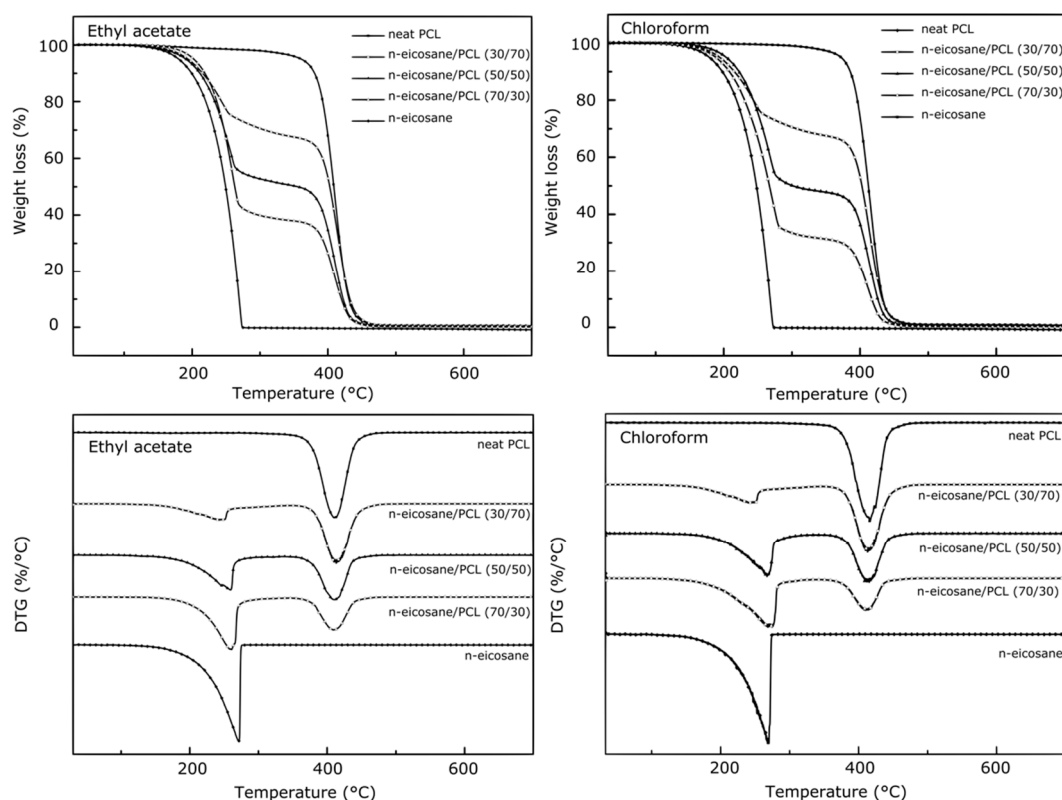 Ethyl acetate
neat PCL
n-eicosane/PCL (30/70)
n-eicosane/PCL (50/50)
n-eicosane/PCL (70/30)
n-eicosane
Weight loss (%)
100
80
60
40
20
0
200
400
600
Temperature (°C)
Chloroform
neat PCL
n-eicosane/PCL (30/70)
n-eicosane/PCL (50/50)
n-eicosane/PCL (70/30)
n-eicosane
Weight loss (%)
100
80
60
40
20
0
200
400
600
Temperature (°C)
Ethyl acetate
neat PCL
n-eicosane/PCL (30/70)
n-eicosane/PCL (50/50)
n-eicosane/PCL (70/30)
n-eicosane
DTG (%/°C)
200
400
600
Temperature (°C)
Chloroform
neat PCL
n-eicosane/PCL (30/70)
n-eicosane/PCL (50/50)
n-eicosane/PCL (70/30)
n-eicosane
DTG (%/°C)
200
400
600
Temperature (°C)